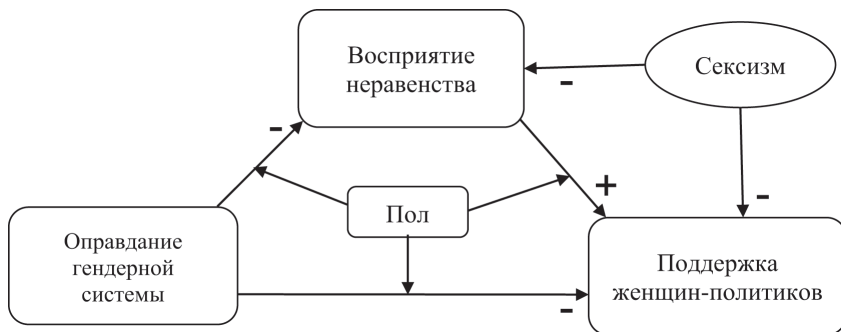 Восприятие
неравенства
Сексизм
-
-
Пол
+
-
Оправдание
гендерной
системы
Поддержка
женщин-политиков
-